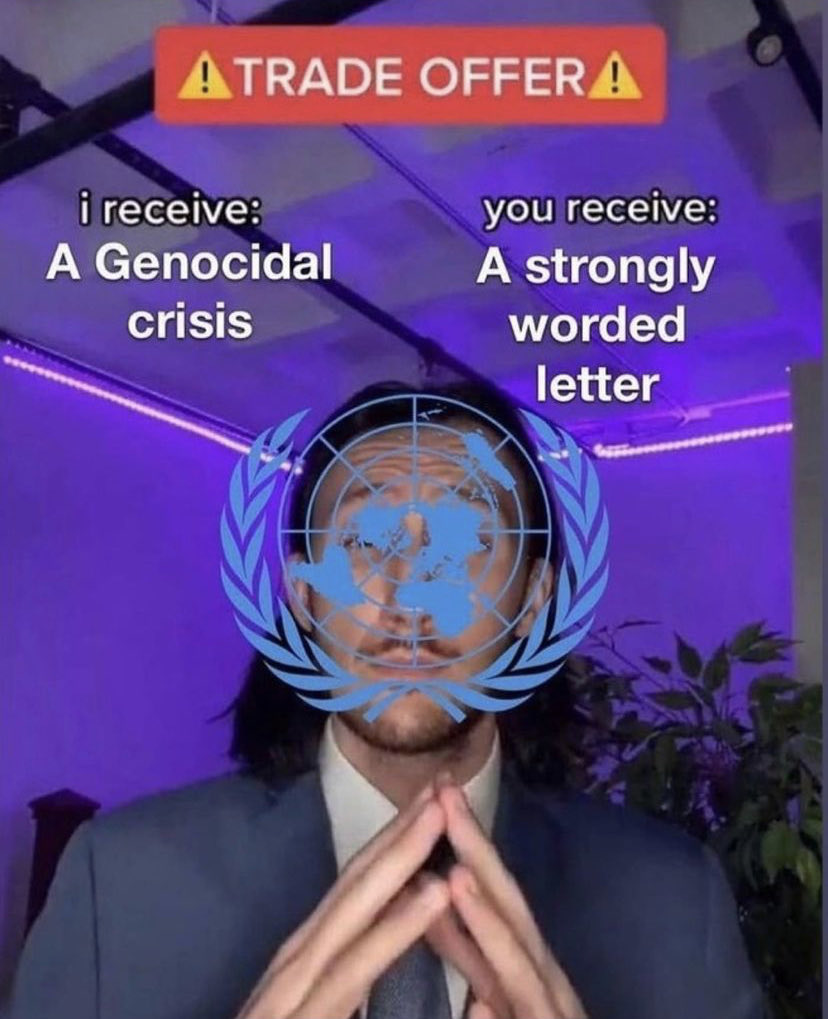 ⚠TRADE OFFER⚠
i receive:
A Genocidal
crisis
you receive:
A strongly
worded
letter